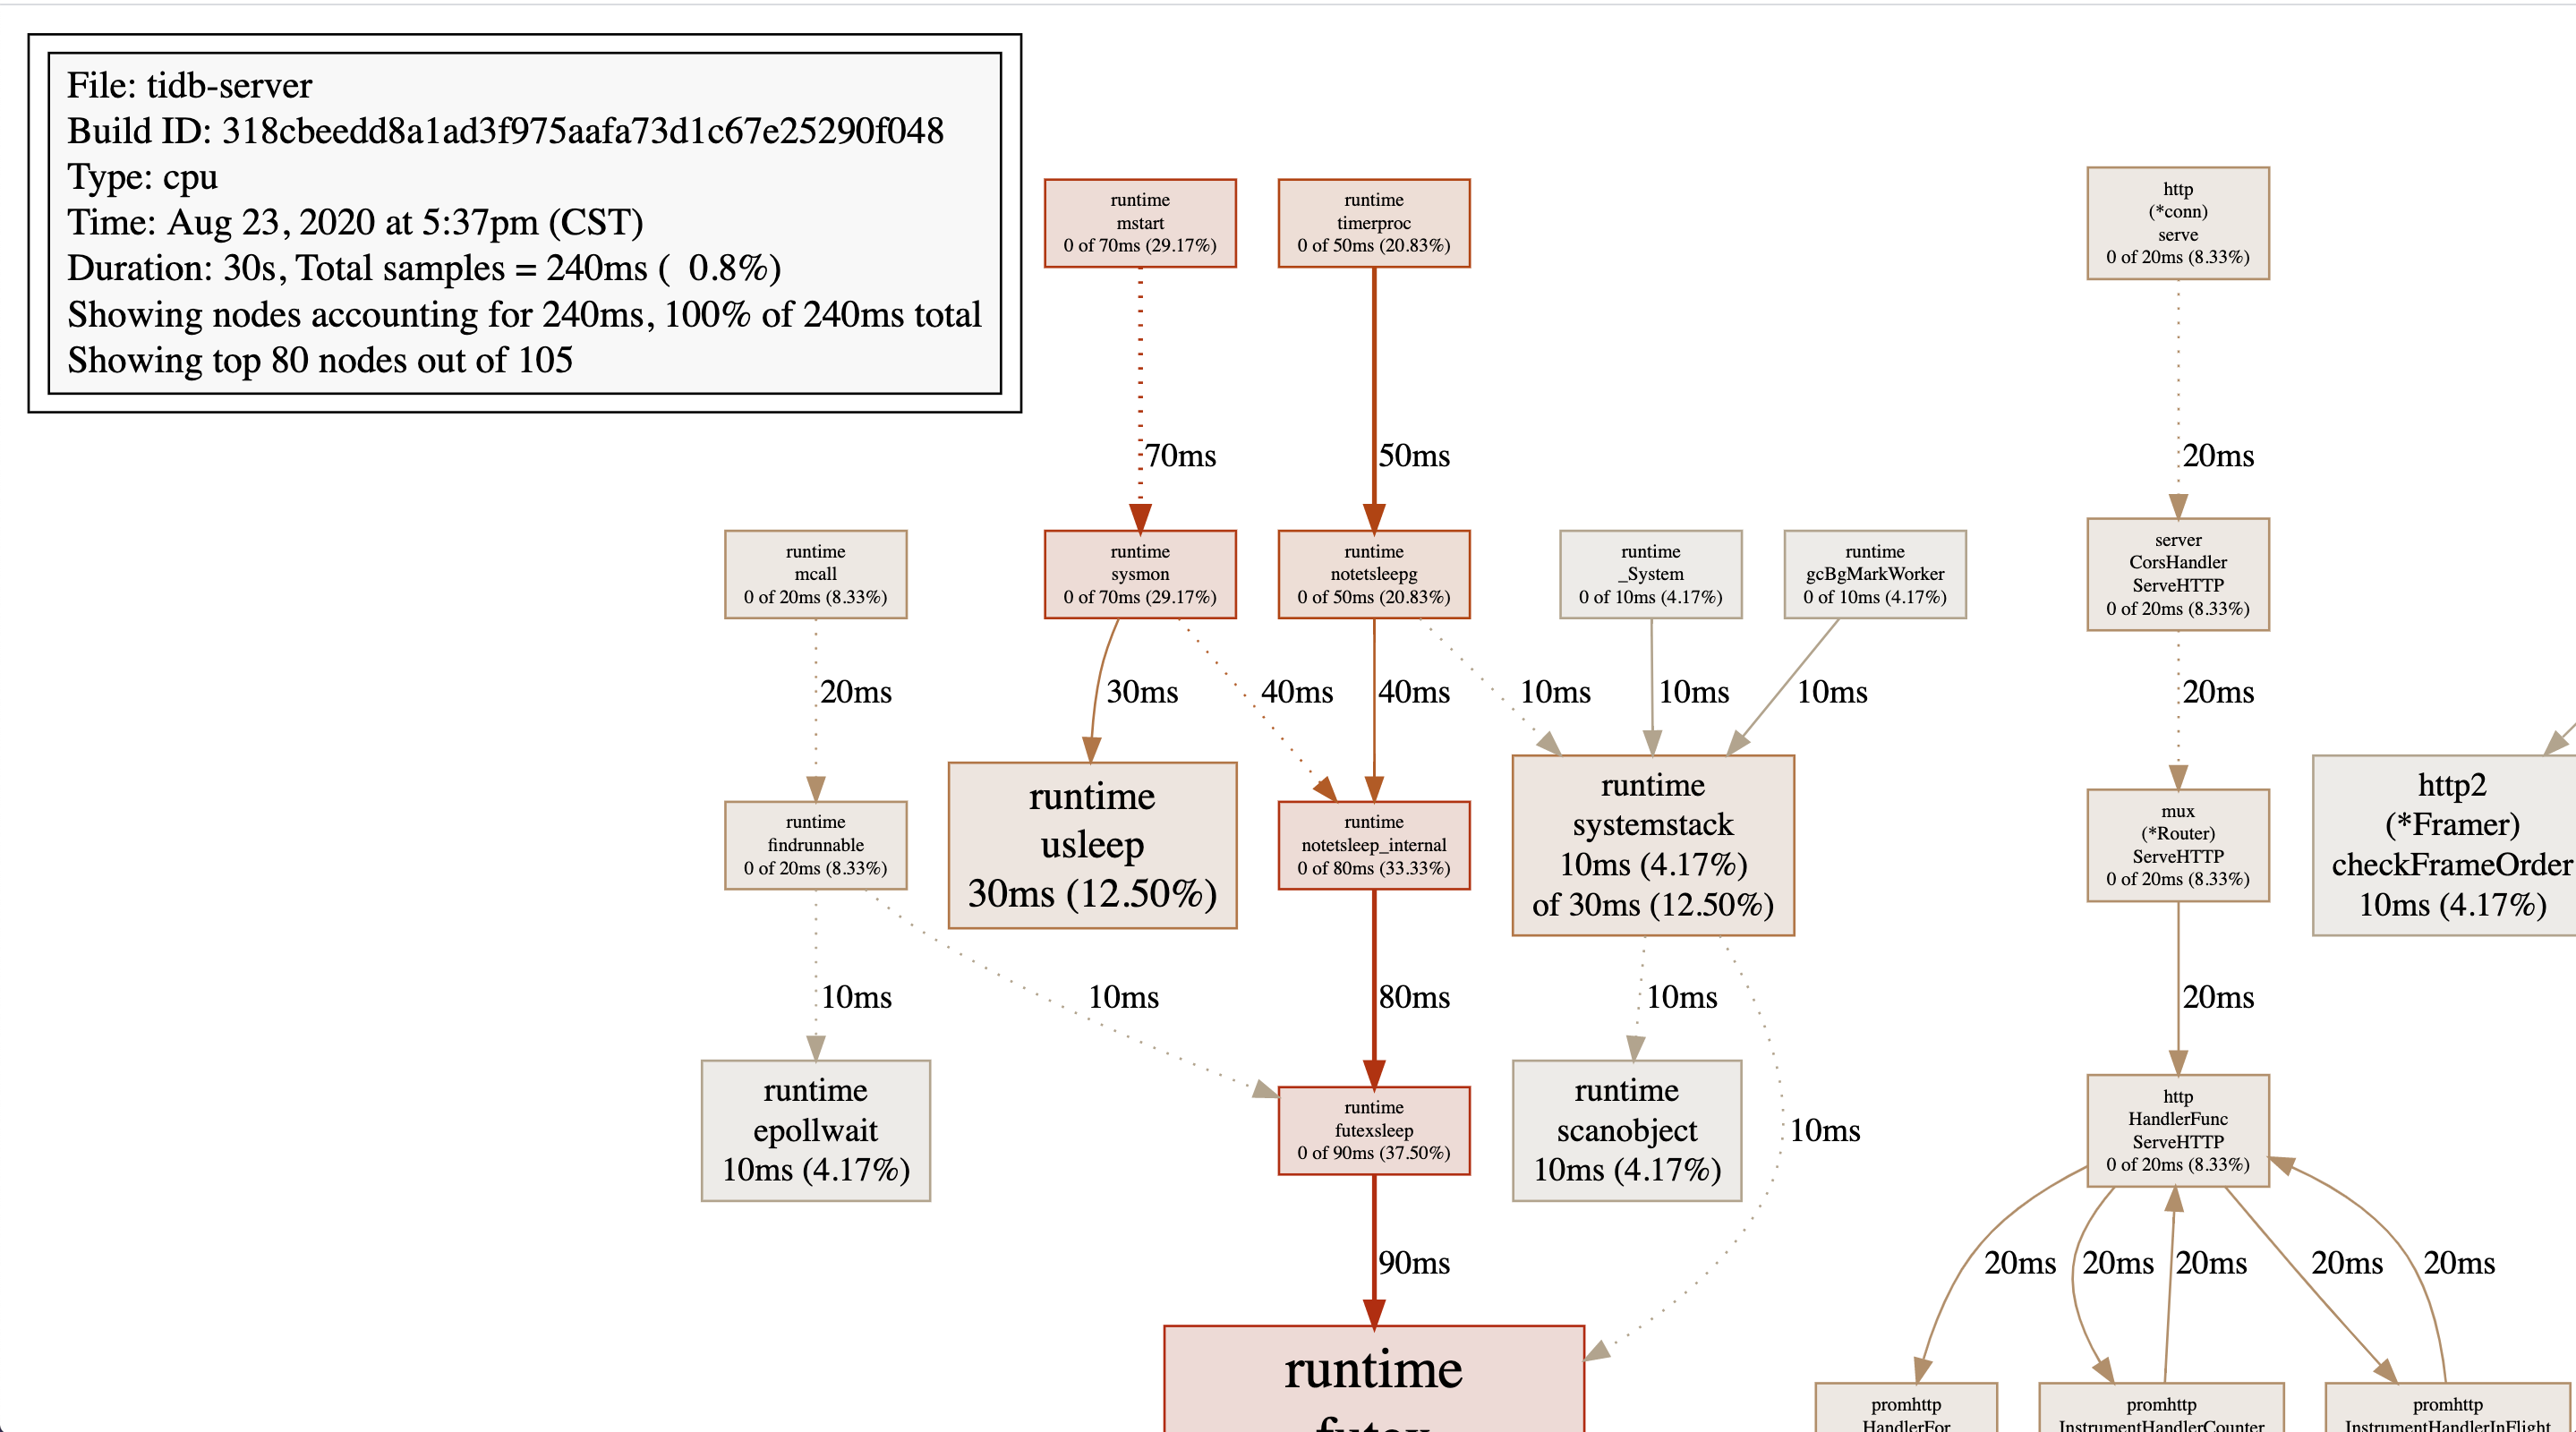 File: tidb-server
Build ID: 318cbeedd8a1ad3f975aafa73d1c67e25290f048
Type: cpu
Time: Aug 23, 2020 at 5:37pm (CST)
Duration: 30s, Total samples = 240ms (  0.8%)
Showing nodes accounting for 240ms, 100% of 240ms total
Showing top 80 nodes out of 105
runtime
mstart
0 of 70ms (29.17%)
runtime
timerproc
0 of 50ms (20.83%)
http
(*conn)
serve
0 of 20ms (8.33%)
70ms
50ms
20ms
runtime
mcall
0 of 20ms (8.33%)
runtime
sysmon
0 of 70ms (29.17%)
runtime
notetsleepg
0 of 50ms (20.83%)
runtime
_System
0 of 10ms (4.17%)
runtime
gcBgMarkWorker
0 of 10ms (4.17%)
server
CorsHandler
ServeHTTP
0 of 20ms (8.33%)
20ms
30ms
40ms
40ms
10ms
10ms
10ms
20ms
runtime
findrunnable
0 of 20ms (8.33%)
runtime
usleep
30ms (12.50%)
runtime
notetsleep_internal
0 of 80ms (33.33%)
runtime
systemstack
10ms (4.17%)
of 30ms (12.50%)
mux
(*Router)
ServeHTTP
0 of 20ms (8.33%)
http2
(*Framer)
checkFrameOrder
10ms (4.17%)
10ms
10ms
80ms
10ms
20ms
runtime
epollwait
10ms (4.17%)
runtime
futexsleep
0 of 90ms (37.50%)
runtime
scanobject
10ms (4.17%)
10ms
http
HandlerFunc
ServeHTTP
0 of 20ms (8.33%)
90ms
20ms
20ms
20ms
20ms
20ms
runtime
futex
promhttp
HandlerFor
promhttp
InstrumentHandlerCounter
promhttp
InstrumentHandlerInFlight